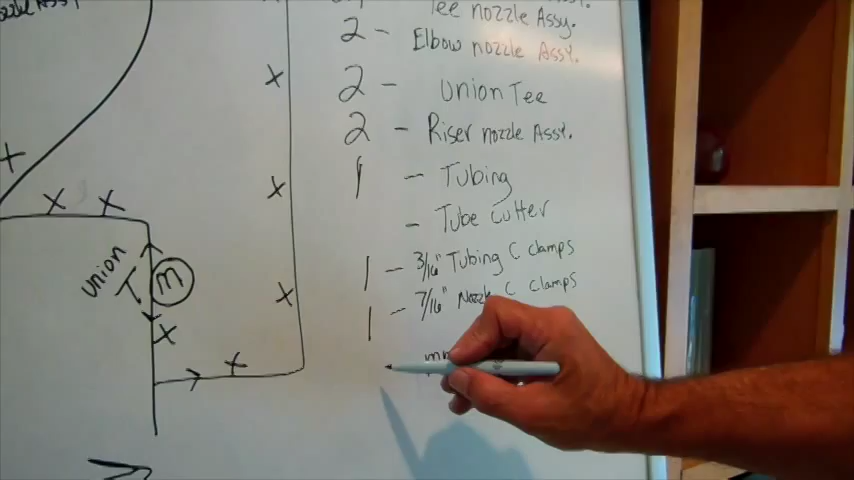 Tee nozzle Assy.
2 - Elbow nozzle Assy.
2 - Union Tee
2 - Riser nozzle Assy.
1 - Tubing
- Tube cutter
1 - 3/16" Tubing C clamps
1 - 7/16" Nozzle C clamps
x
x
x
x
x x
union
T
M
x
x